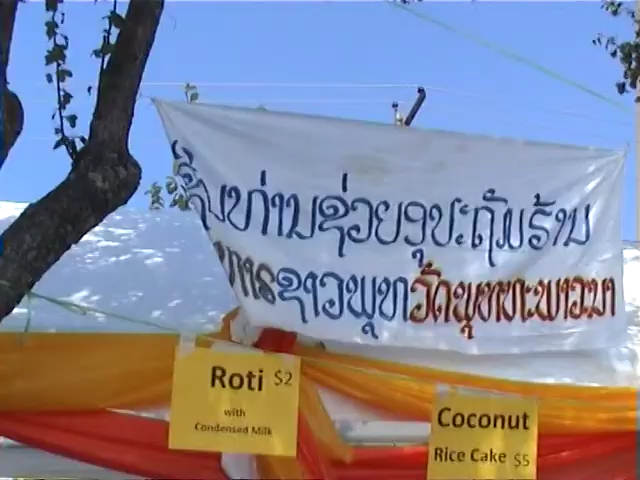 ທ່ານຊ່ວຍອຸປະຖັມຮ້ານ
ຊາວພຸທວັດພຸທທະພາວນາ
Roti $2
with
Condensed Milk
Coconut
Rice Cake $5